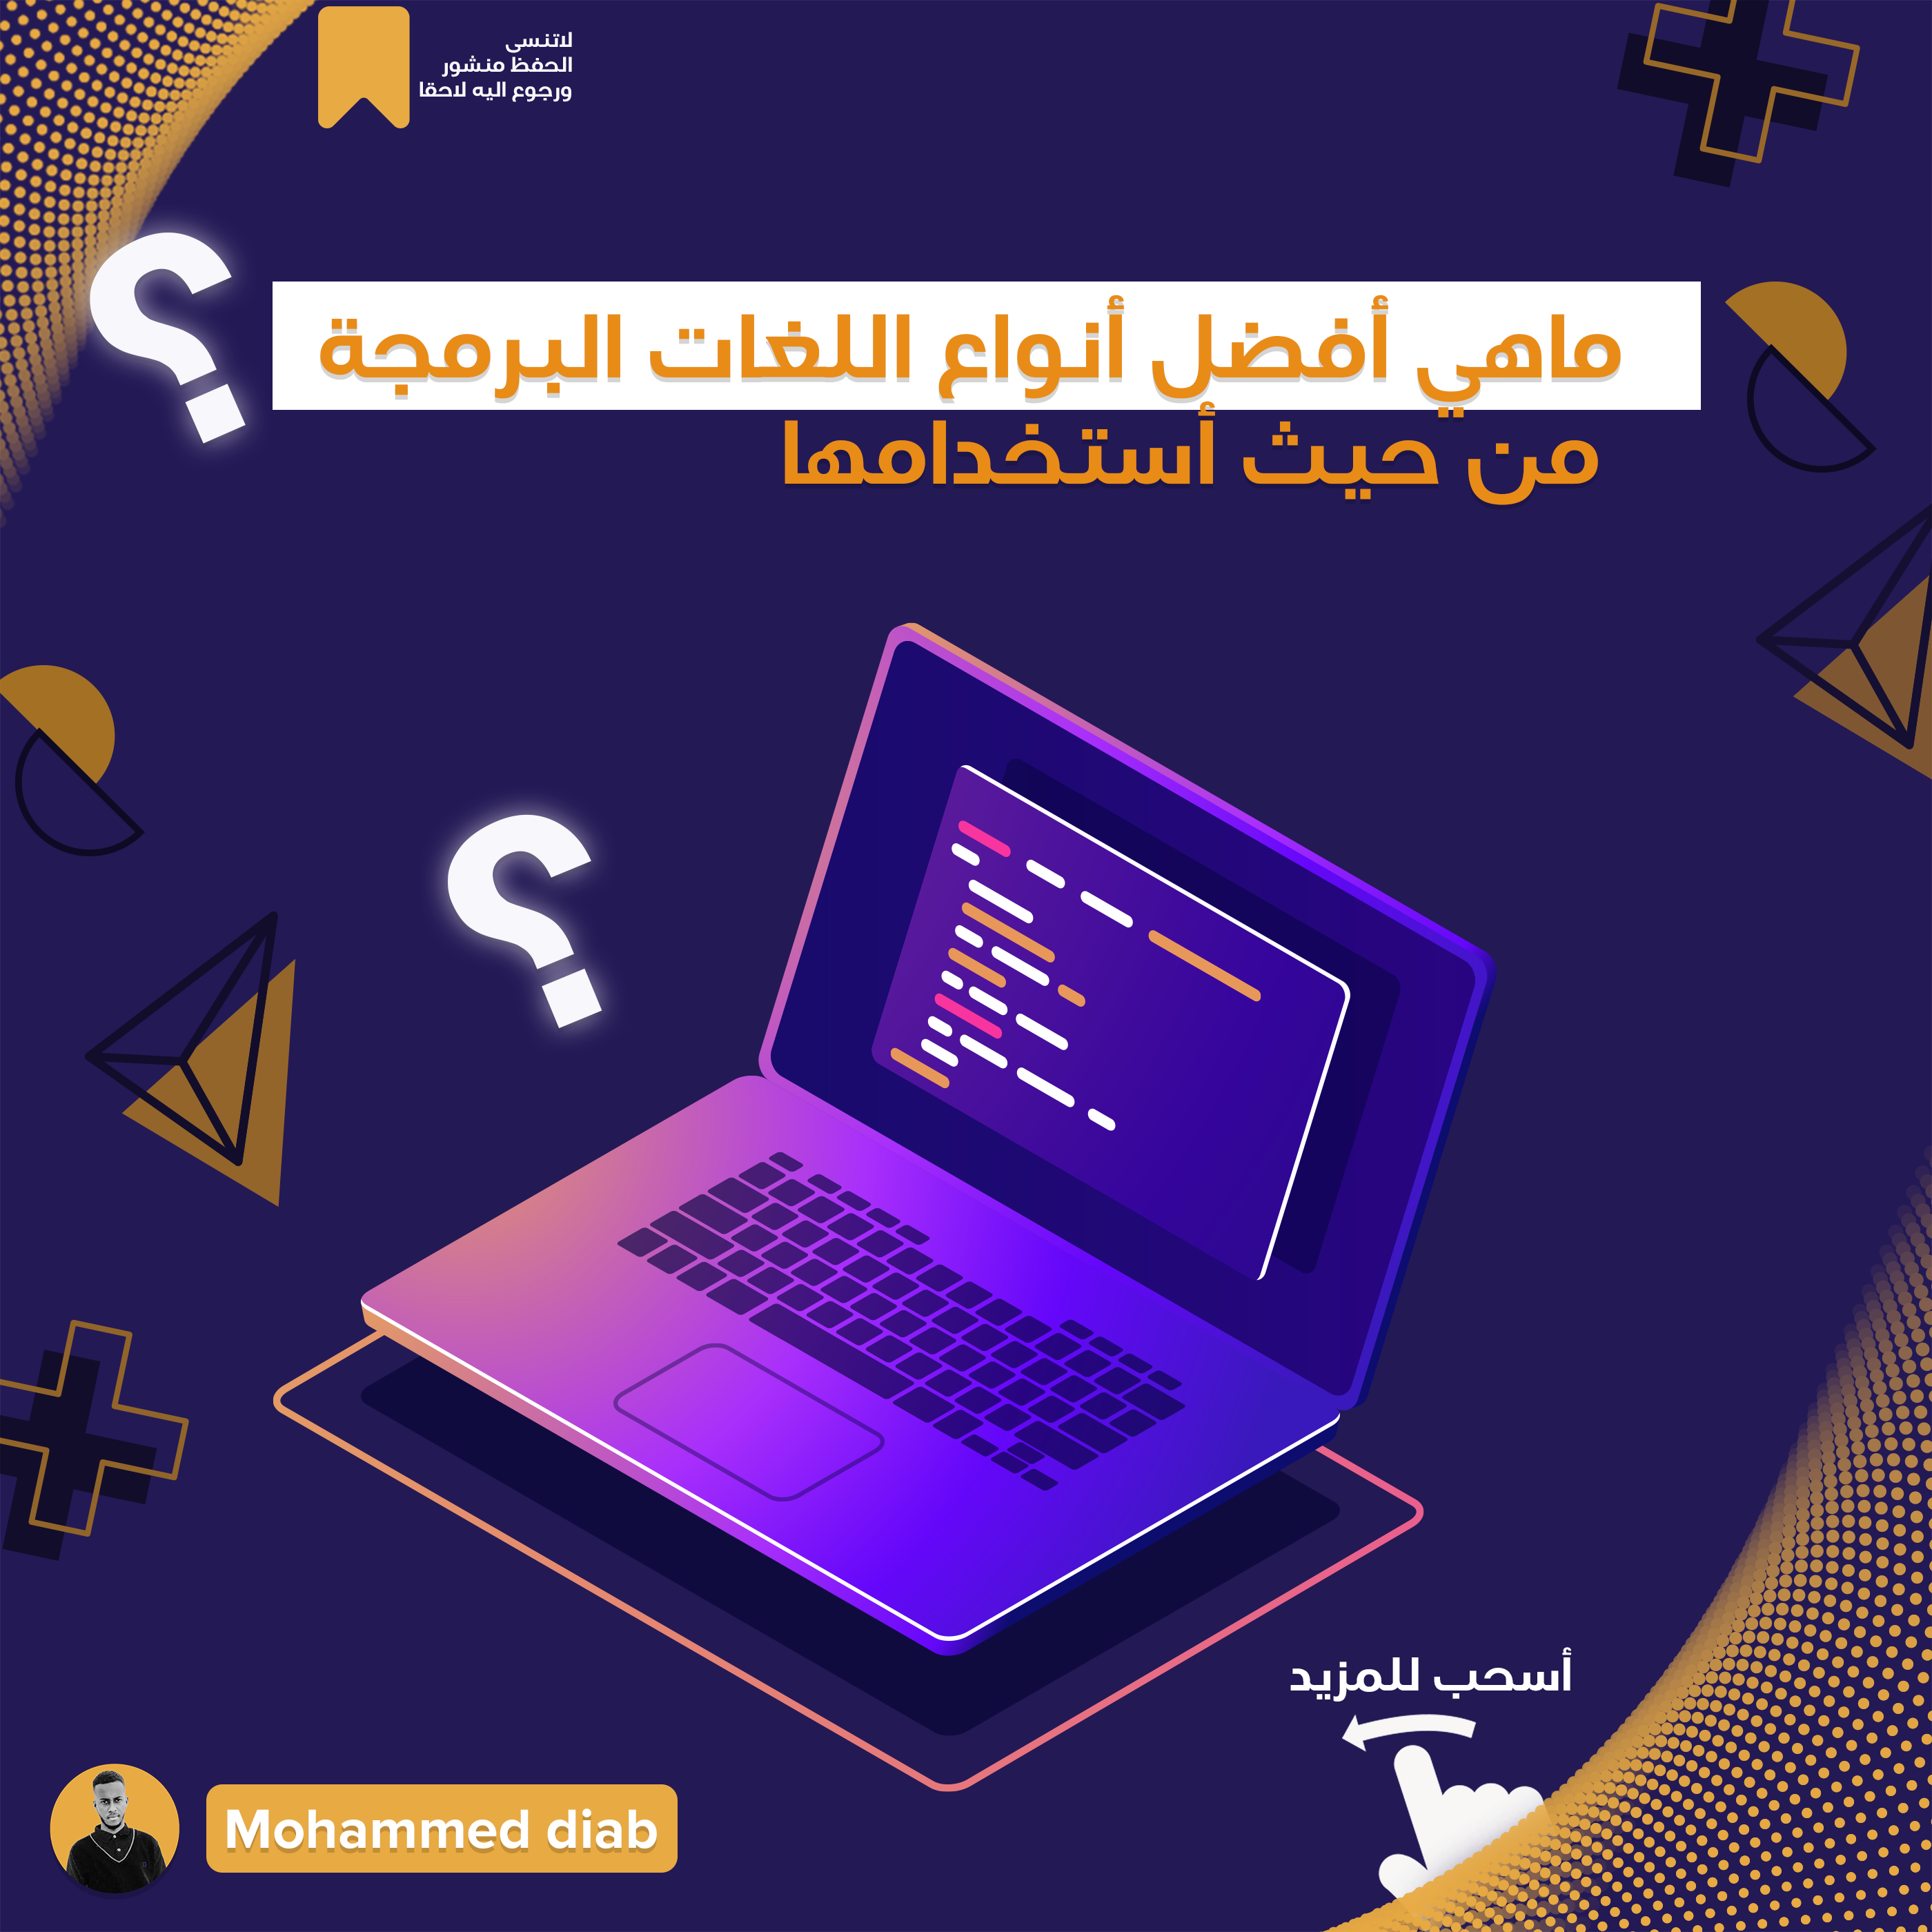 لاتنسى
الحفظ منشور
ورجوع اليه لاحقا
ماهي أفضل أنواع اللغات البرمجة
؟
من حيث أستخدامها
؟
أسحب للمزيد
Mohammed diab